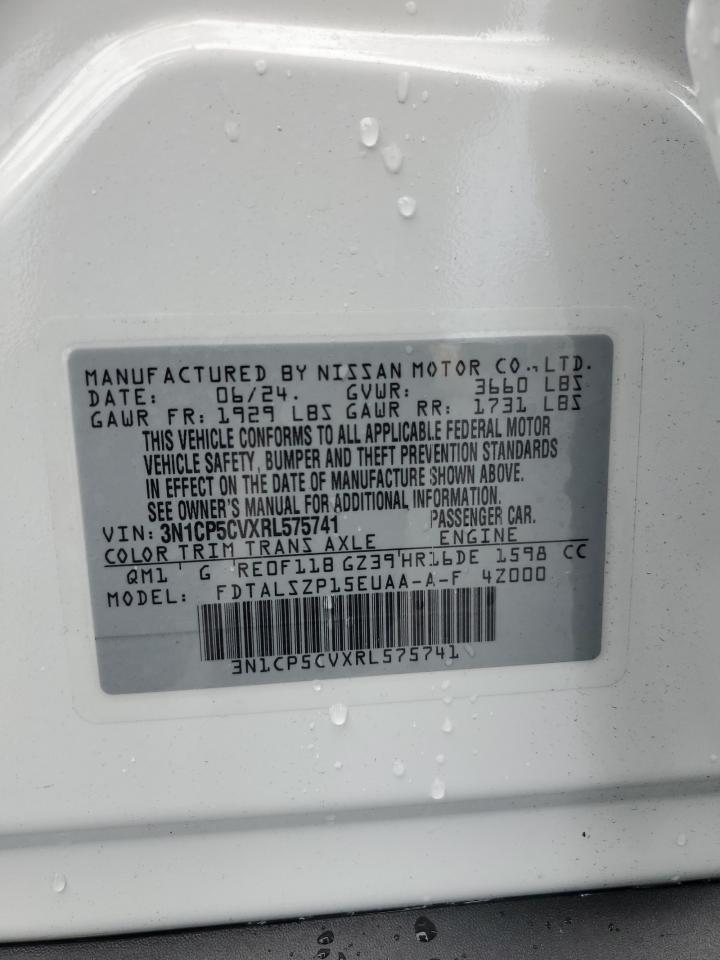 MANUFACTURED BY NISSAN MOTOR CO., LTD.
DATE: 06/24. GVWR: 3660 LBS
GAWR FR: 1929 LBS GAWR RR: 1731 LBS
THIS VEHICLE CONFORMS TO ALL APPLICABLE FEDERAL MOTOR
VEHICLE SAFETY, BUMPER AND THEFT PREVENTION STANDARDS
IN EFFECT ON THE DATE OF MANUFACTURE SHOWN ABOVE.
SEE OWNER'S MANUAL FOR ADDITIONAL INFORMATION.
VIN: 3N1CP5CVXRL575741 PASSENGER CAR.
COLOR TRIM TRANS AXLE ENGINE
QM1 G RE0F11B GZ39 HR16DE 1598 CC
MODEL: FDTALSZP15EUAA-A-F 4Z000
3N1CP5CVXRL575741